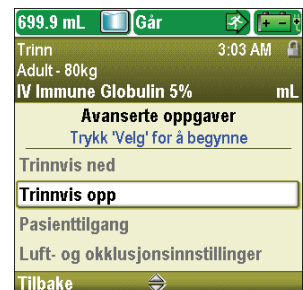 699.9 mL Går
Trinn 3:03 AM
Adult - 80kg
IV Immune Globulin 5% mL
Avanserte oppgaver
Trykk 'Velg' for å begynne
Trinnvis ned
Trinnvis opp
Pasienttilgang
Luft- og okklusjonsinnstillinger
Tilbake